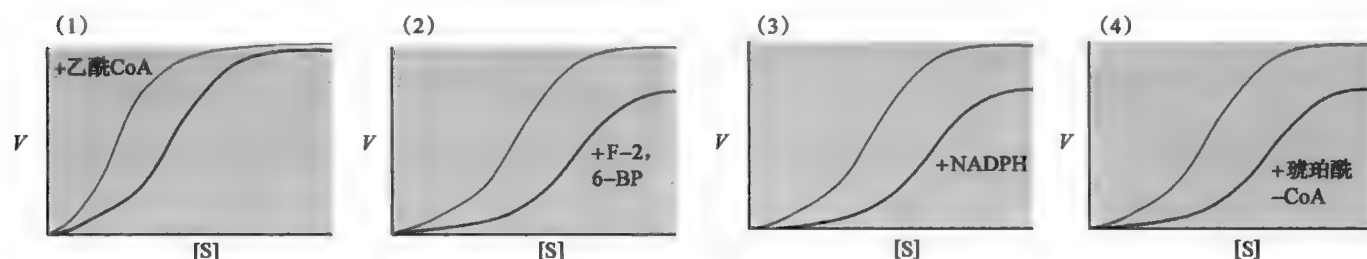 (1)
+乙酰CoA
V
[S]
(2)
+F-2,
6-BP
V
[S]
(3)
+NADPH
V
[S]
(4)
+琥珀酰
-CoA
V
[S]